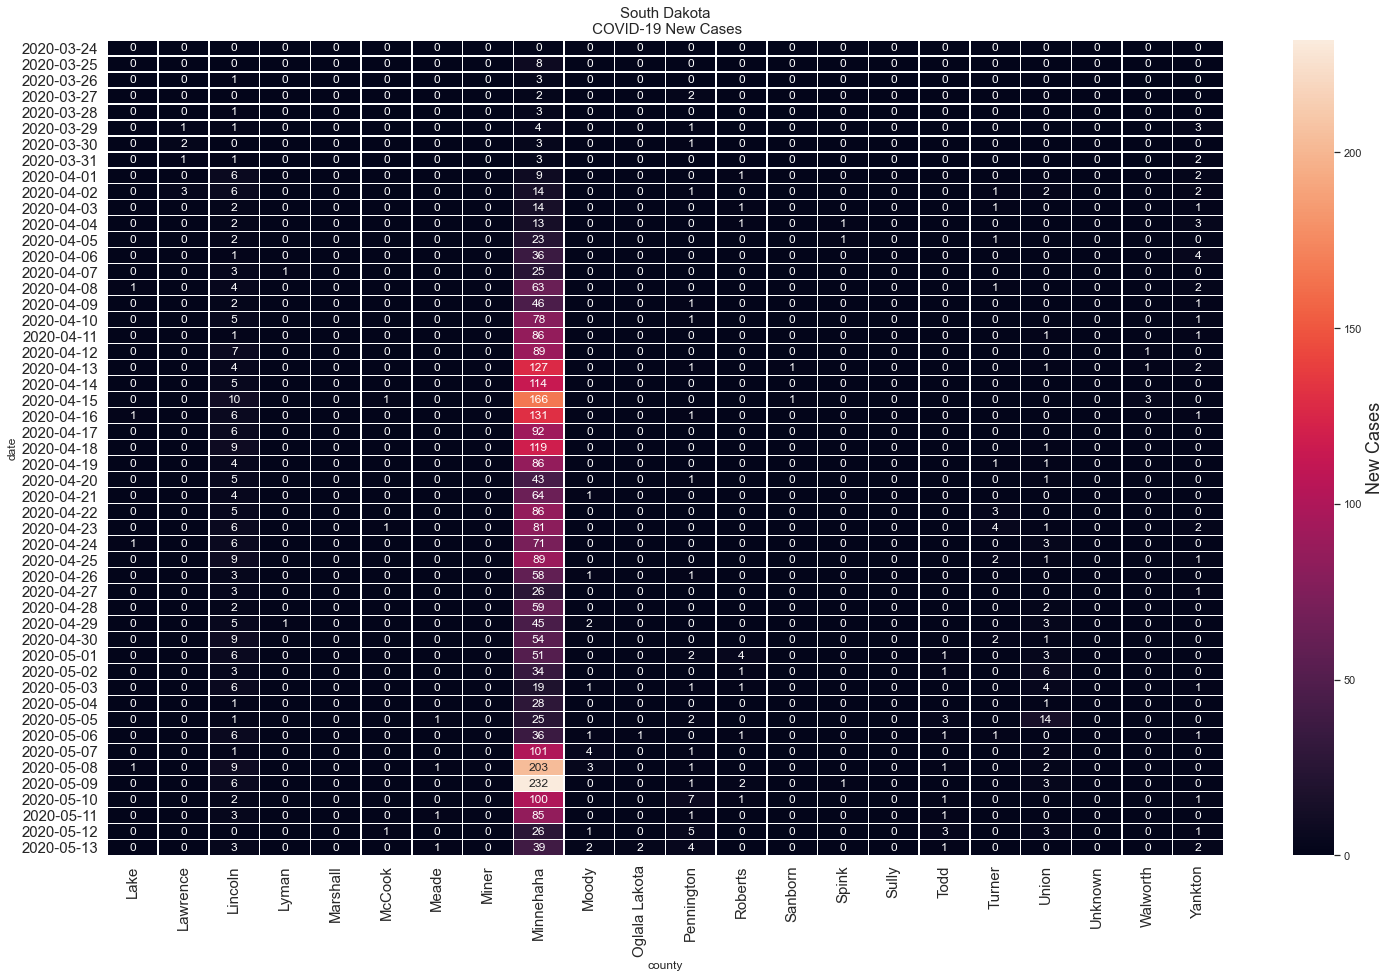 South Dakota
COVID-19 New Cases
2020-03-24 0 0 0 0 0 0 0 0 0 0 0 0 0 0 0 0 0 0 0 0 0 0
2020-03-25 0 0 0 0 0 0 0 0 8 0 0 0 0 0 0 0 0 0 0 0 0 0
2020-03-26 0 0 1 0 0 0 0 0 3 0 0 0 0 0 0 0 0 0 0 0 0 0
2020-03-27 0 0 0 0 0 0 0 0 2 0 0 2 0 0 0 0 0 0 0 0 0 0
2020-03-28 0 0 1 0 0 0 0 0 3 0 0 0 0 0 0 0 0 0 0 0 0 0
2020-03-29 0 1 1 0 0 0 0 0 4 0 0 1 0 0 0 0 0 0 0 0 0 3
2020-03-30 0 2 0 0 0 0 0 0 3 0 0 1 0 0 0 0 0 0 0 0 0 0
2020-03-31 0 1 1 0 0 0 0 0 3 0 0 0 0 0 0 0 0 0 0 0 0 2
2020-04-01 0 0 6 0 0 0 0 0 9 0 0 0 1 0 0 0 0 0 0 0 0 2
2020-04-02 0 3 6 0 0 0 0 0 14 0 0 1 0 0 0 0 0 1 2 0 0 2
2020-04-03 0 0 2 0 0 0 0 0 14 0 0 0 1 0 0 0 0 1 0 0 0 1
2020-04-04 0 0 2 0 0 0 0 0 13 0 0 0 1 0 1 0 0 0 0 0 0 3
2020-04-05 0 0 2 0 0 0 0 0 23 0 0 0 0 0 1 0 0 1 0 0 0 0
2020-04-06 0 0 1 0 0 0 0 0 36 0 0 0 0 0 0 0 0 0 0 0 0 4
2020-04-07 0 0 3 1 0 0 0 0 25 0 0 0 0 0 0 0 0 0 0 0 0 0
2020-04-08 1 0 4 0 0 0 0 0 63 0 0 0 0 0 0 0 0 1 0 0 0 2
2020-04-09 0 0 2 0 0 0 0 0 46 0 0 1 0 0 0 0 0 0 0 0 0 1
2020-04-10 0 0 5 0 0 0 0 0 78 0 0 1 0 0 0 0 0 0 0 0 0 1
2020-04-11 0 0 1 0 0 0 0 0 86 0 0 0 0 0 0 0 0 0 1 0 0 1
2020-04-12 0 0 7 0 0 0 0 0 89 0 0 0 0 0 0 0 0 0 0 0 1 0
2020-04-13 0 0 4 0 0 0 0 0 127 0 0 1 0 1 0 0 0 0 1 0 1 2
2020-04-14 0 0 5 0 0 0 0 0 114 0 0 0 0 0 0 0 0 0 0 0 0 0
2020-04-15 0 0 10 0 0 1 0 0 166 0 0 0 0 1 0 0 0 0 0 0 3 0
2020-04-16 1 0 6 0 0 0 0 0 131 0 0 1 0 0 0 0 0 0 0 0 0 1
2020-04-17 0 0 6 0 0 0 0 0 92 0 0 0 0 0 0 0 0 0 0 0 0 0
2020-04-18 0 0 9 0 0 0 0 0 119 0 0 0 0 0 0 0 0 0 1 0 0 0
2020-04-19 0 0 4 0 0 0 0 0 86 0 0 0 0 0 0 0 0 1 1 0 0 0
2020-04-20 0 0 5 0 0 0 0 0 43 0 0 1 0 0 0 0 0 0 1 0 0 0
2020-04-21 0 0 4 0 0 0 0 0 64 1 0 0 0 0 0 0 0 0 0 0 0 0
2020-04-22 0 0 5 0 0 0 0 0 86 0 0 0 0 0 0 0 0 3 0 0 0 0
2020-04-23 0 0 6 0 0 1 0 0 81 0 0 0 0 0 0 0 0 4 1 0 0 2
2020-04-24 1 0 6 0 0 0 0 0 71 0 0 0 0 0 0 0 0 0 3 0 0 0
2020-04-25 0 0 9 0 0 0 0 0 89 0 0 0 0 0 0 0 0 2 1 0 0 1
2020-04-26 0 0 3 0 0 0 0 0 58 1 0 1 0 0 0 0 0 0 0 0 0 0
2020-04-27 0 0 3 0 0 0 0 0 26 0 0 0 0 0 0 0 0 0 0 0 0 1
2020-04-28 0 0 2 0 0 0 0 0 59 0 0 0 0 0 0 0 0 0 2 0 0 0
2020-04-29 0 0 5 1 0 0 0 0 45 2 0 0 0 0 0 0 0 0 3 0 0 0
2020-04-30 0 0 9 0 0 0 0 0 54 0 0 0 0 0 0 0 0 2 1 0 0 0
2020-05-01 0 0 6 0 0 0 0 0 51 0 0 2 4 0 0 0 1 0 3 0 0 0
2020-05-02 0 0 3 0 0 0 0 0 34 0 0 0 1 0 0 0 1 0 6 0 0 0
2020-05-03 0 0 6 0 0 0 0 0 19 1 0 1 1 0 0 0 0 0 4 0 0 1
2020-05-04 0 0 1 0 0 0 0 0 28 0 0 0 0 0 0 0 0 0 1 0 0 0
2020-05-05 0 0 1 0 0 0 1 0 25 0 0 2 0 0 0 0 3 0 14 0 0 0
2020-05-06 0 0 6 0 0 0 0 0 36 1 1 0 1 0 0 0 1 1 0 0 0 1
2020-05-07 0 0 1 0 0 0 0 0 101 4 0 1 0 0 0 0 0 0 2 0 0 0
2020-05-08 1 0 9 0 0 0 1 0 203 3 0 1 0 0 0 0 1 0 2 0 0 0
2020-05-09 0 0 6 0 0 0 0 0 232 0 0 1 2 0 1 0 0 0 3 0 0 0
2020-05-10 0 0 2 0 0 0 0 0 100 0 0 7 1 0 0 0 1 0 0 0 0 1
2020-05-11 0 0 3 0 0 0 1 0 85 0 0 1 0 0 0 0 1 0 0 0 0 0
2020-05-12 0 0 0 0 0 1 0 0 26 1 0 5 0 0 0 0 3 0 3 0 0 1
2020-05-13 0 0 3 0 0 0 1 0 39 2 2 4 0 0 0 0 1 0 0 0 0 2
date
Lake Lawrence Lincoln Lyman Marshall McCook Meade Miner Minnehaha Moody Oglala Lakota Pennington Roberts Sanborn Spink Sully Todd Turner Union Unknown Walworth Yankton
county
200
150
100
50
0
New Cases